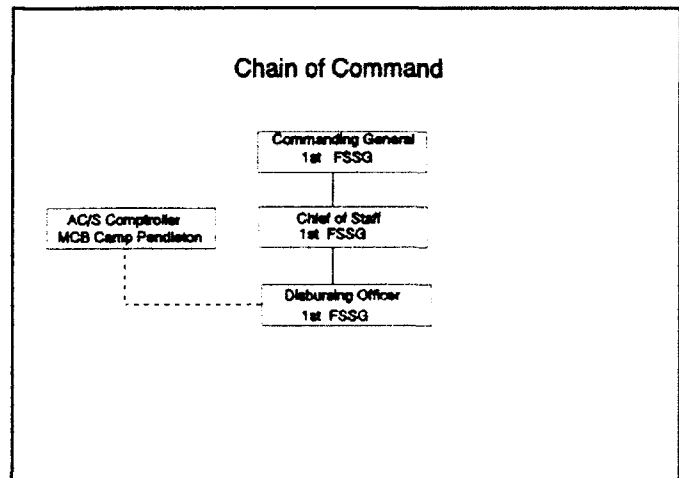 Chain of Command
Commanding General
1st FSSG
AC/S Comptroller
MCB Camp Pendleton
Chief of Staff
1st FSSG
Disbursing Officer
1st FSSG